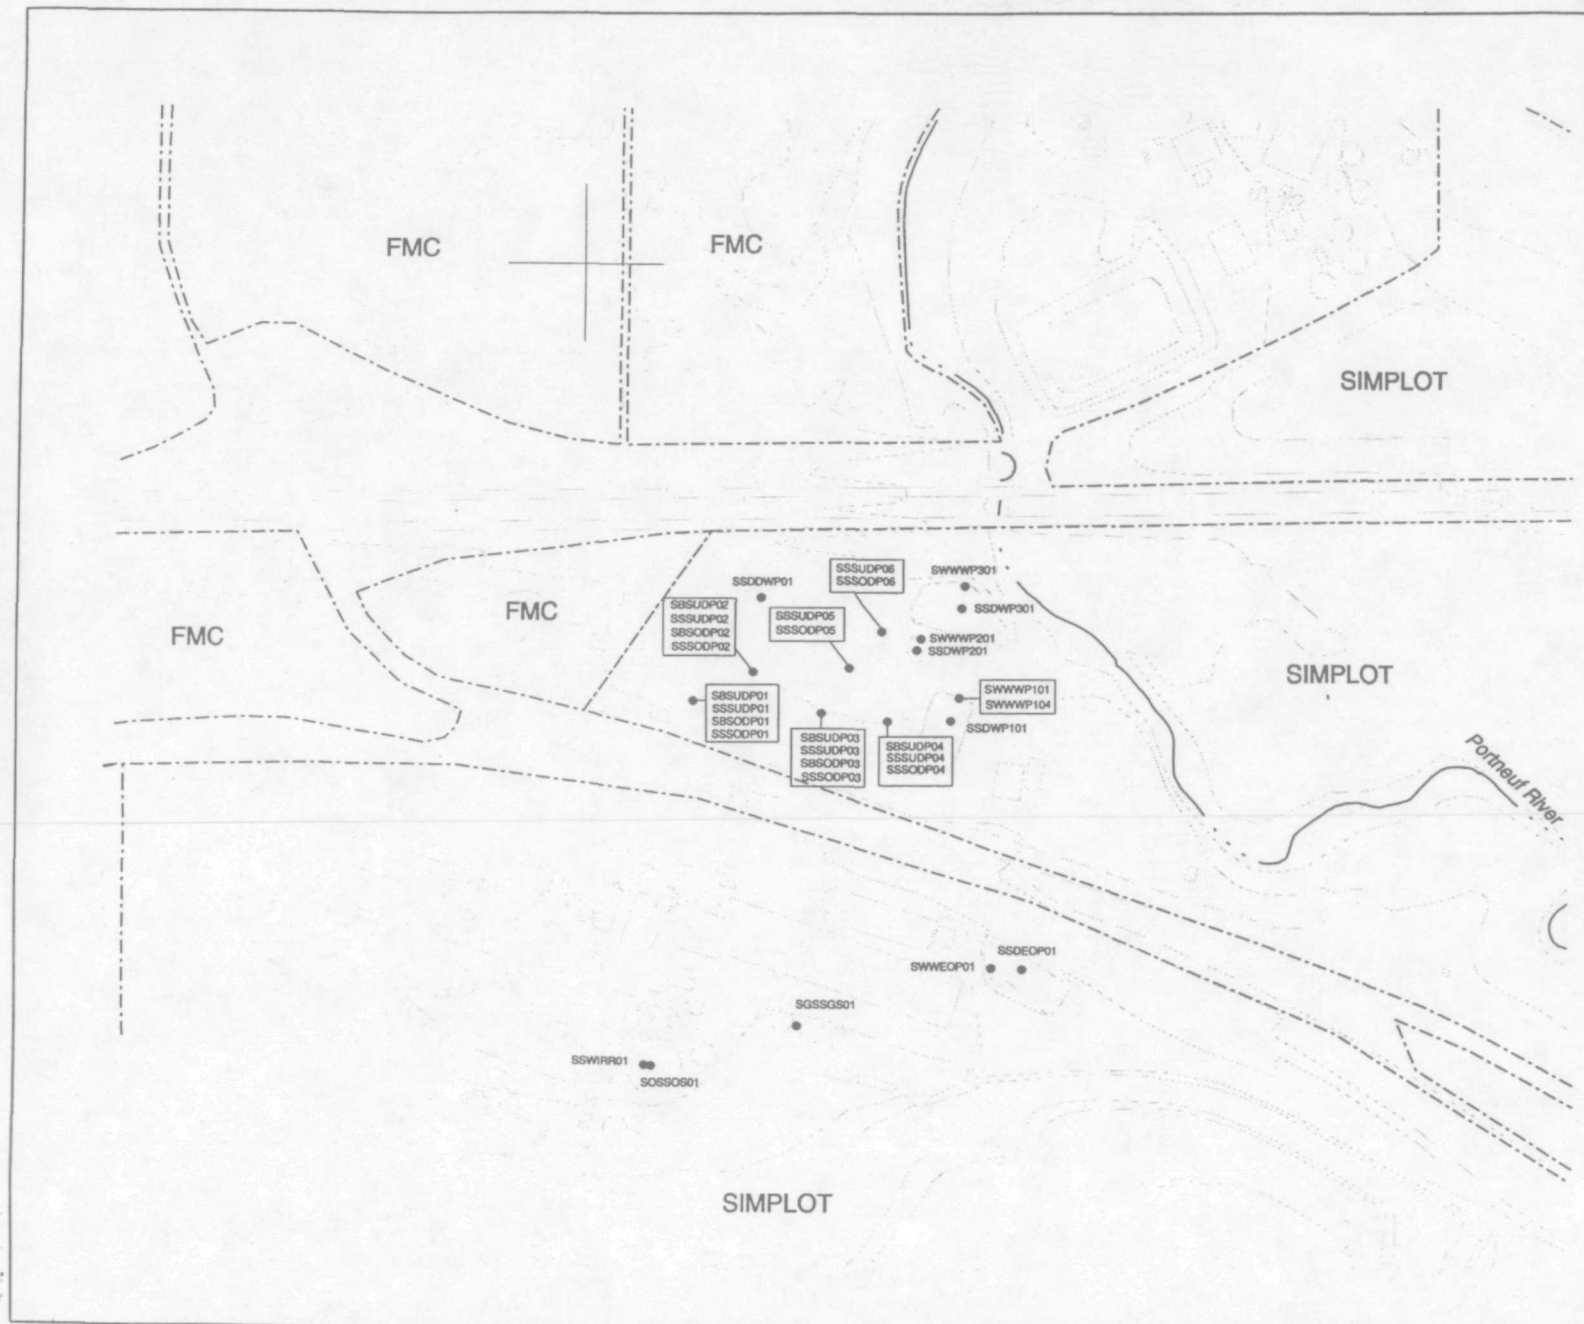 FMC
FMC
SIMPLOT
SSDDWP01
SSSUDP06
SSSODP06
SWWWP301
SSDWP301
SBSUDP02
SSSUDP02
SBSODP02
SSSODP02
SSSUDP05
SSSODP05
SWWWP201
SSDWP201
FMC
FMC
SIMPLOT
SBSUDP01
SSSUDP01
SBSODP01
SSSODP01
SWWWP101
SWWWP104
SSDWP101
SBSUDP03
SSSUDP03
SBSODP03
SSSODP03
SBSUDP04
SSSUDP04
SSSODP04
Portneuf River
SSDEOP01
SWWEOP01
SGSSGS01
SSWIRR01
SOSSOS01
SIMPLOT